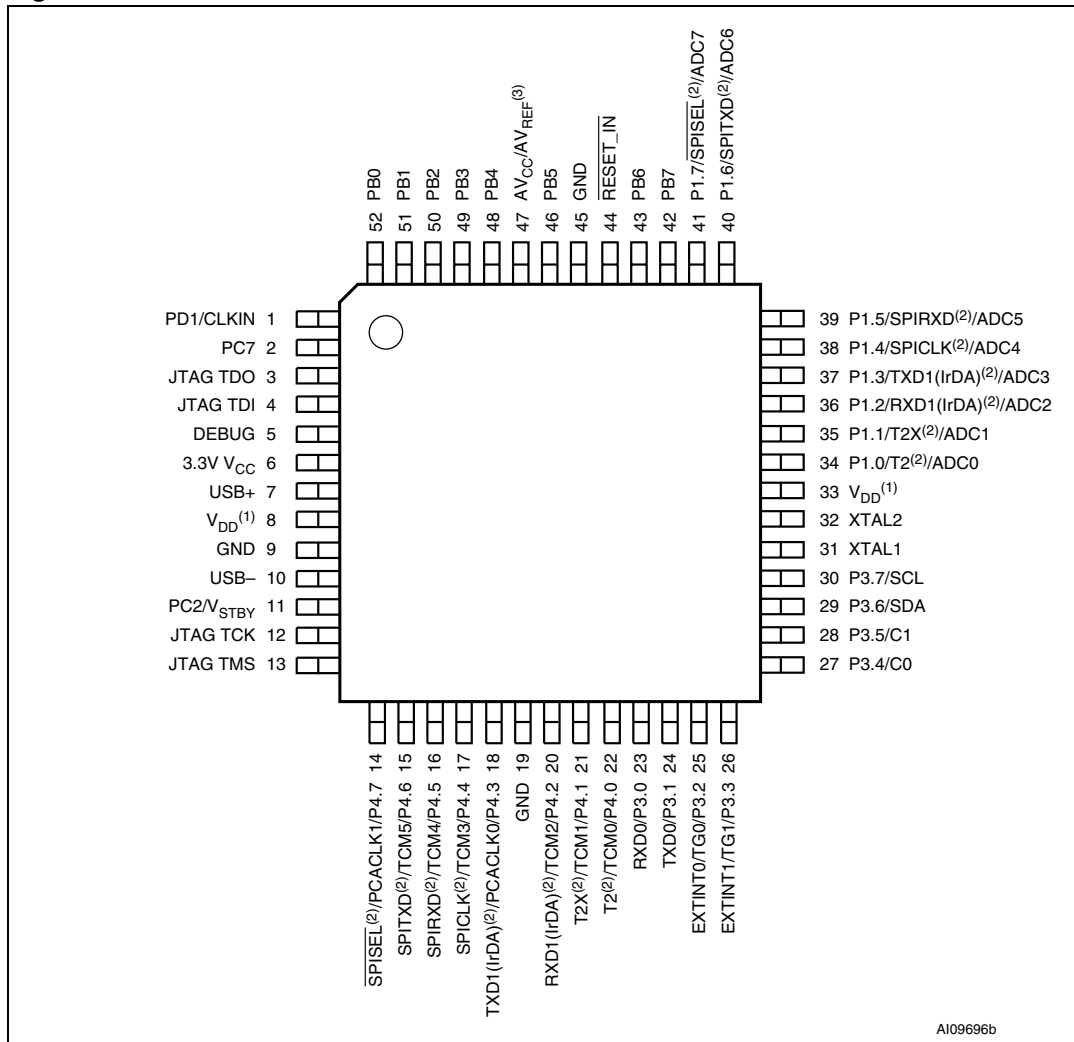 52 PB0
51 PB1
50 PB2
49 PB3
48 PB4
47 AVCC/AVREF(3)
46 PB5
45 GND
44 RESET_IN
43 PB6
42 PB7
41 P1.7/SPISEL(2)/ADC7
40 P1.6/SPITXD(2)/ADC6
PD1/CLKIN 1
PC7 2
JTAG TDO 3
JTAG TDI 4
DEBUG 5
3.3V VCC 6
USB+ 7
VDD(1) 8
GND 9
USB– 10
PC2/VSTBY 11
JTAG TCK 12
JTAG TMS 13
39 P1.5/SPIRXD(2)/ADC5
38 P1.4/SPICLK(2)/ADC4
37 P1.3/TXD1(IrDA)(2)/ADC3
36 P1.2/RXD1(IrDA)(2)/ADC2
35 P1.1/T2X(2)/ADC1
34 P1.0/T2(2)/ADC0
33 VDD(1)
32 XTAL2
31 XTAL1
30 P3.7/SCL
29 P3.6/SDA
28 P3.5/C1
27 P3.4/C0
SPISEL(2)/PCACLK1/P4.7 14
SPITXD(2)/TCM5/P4.6 15
SPIRXD(2)/TCM4/P4.5 16
SPICLK(2)/TCM3/P4.4 17
TXD1(IrDA)(2)/PCACLK0/P4.3 18
GND 19
RXD1(IrDA)(2)/TCM2/P4.2 20
T2X(2)/TCM1/P4.1 21
T2(2)/TCM0/P4.0 22
RXD0/P3.0 23
TXD0/P3.1 24
EXTINT0/TG0/P3.2 25
EXTINT1/TG1/P3.3 26
AI09696b